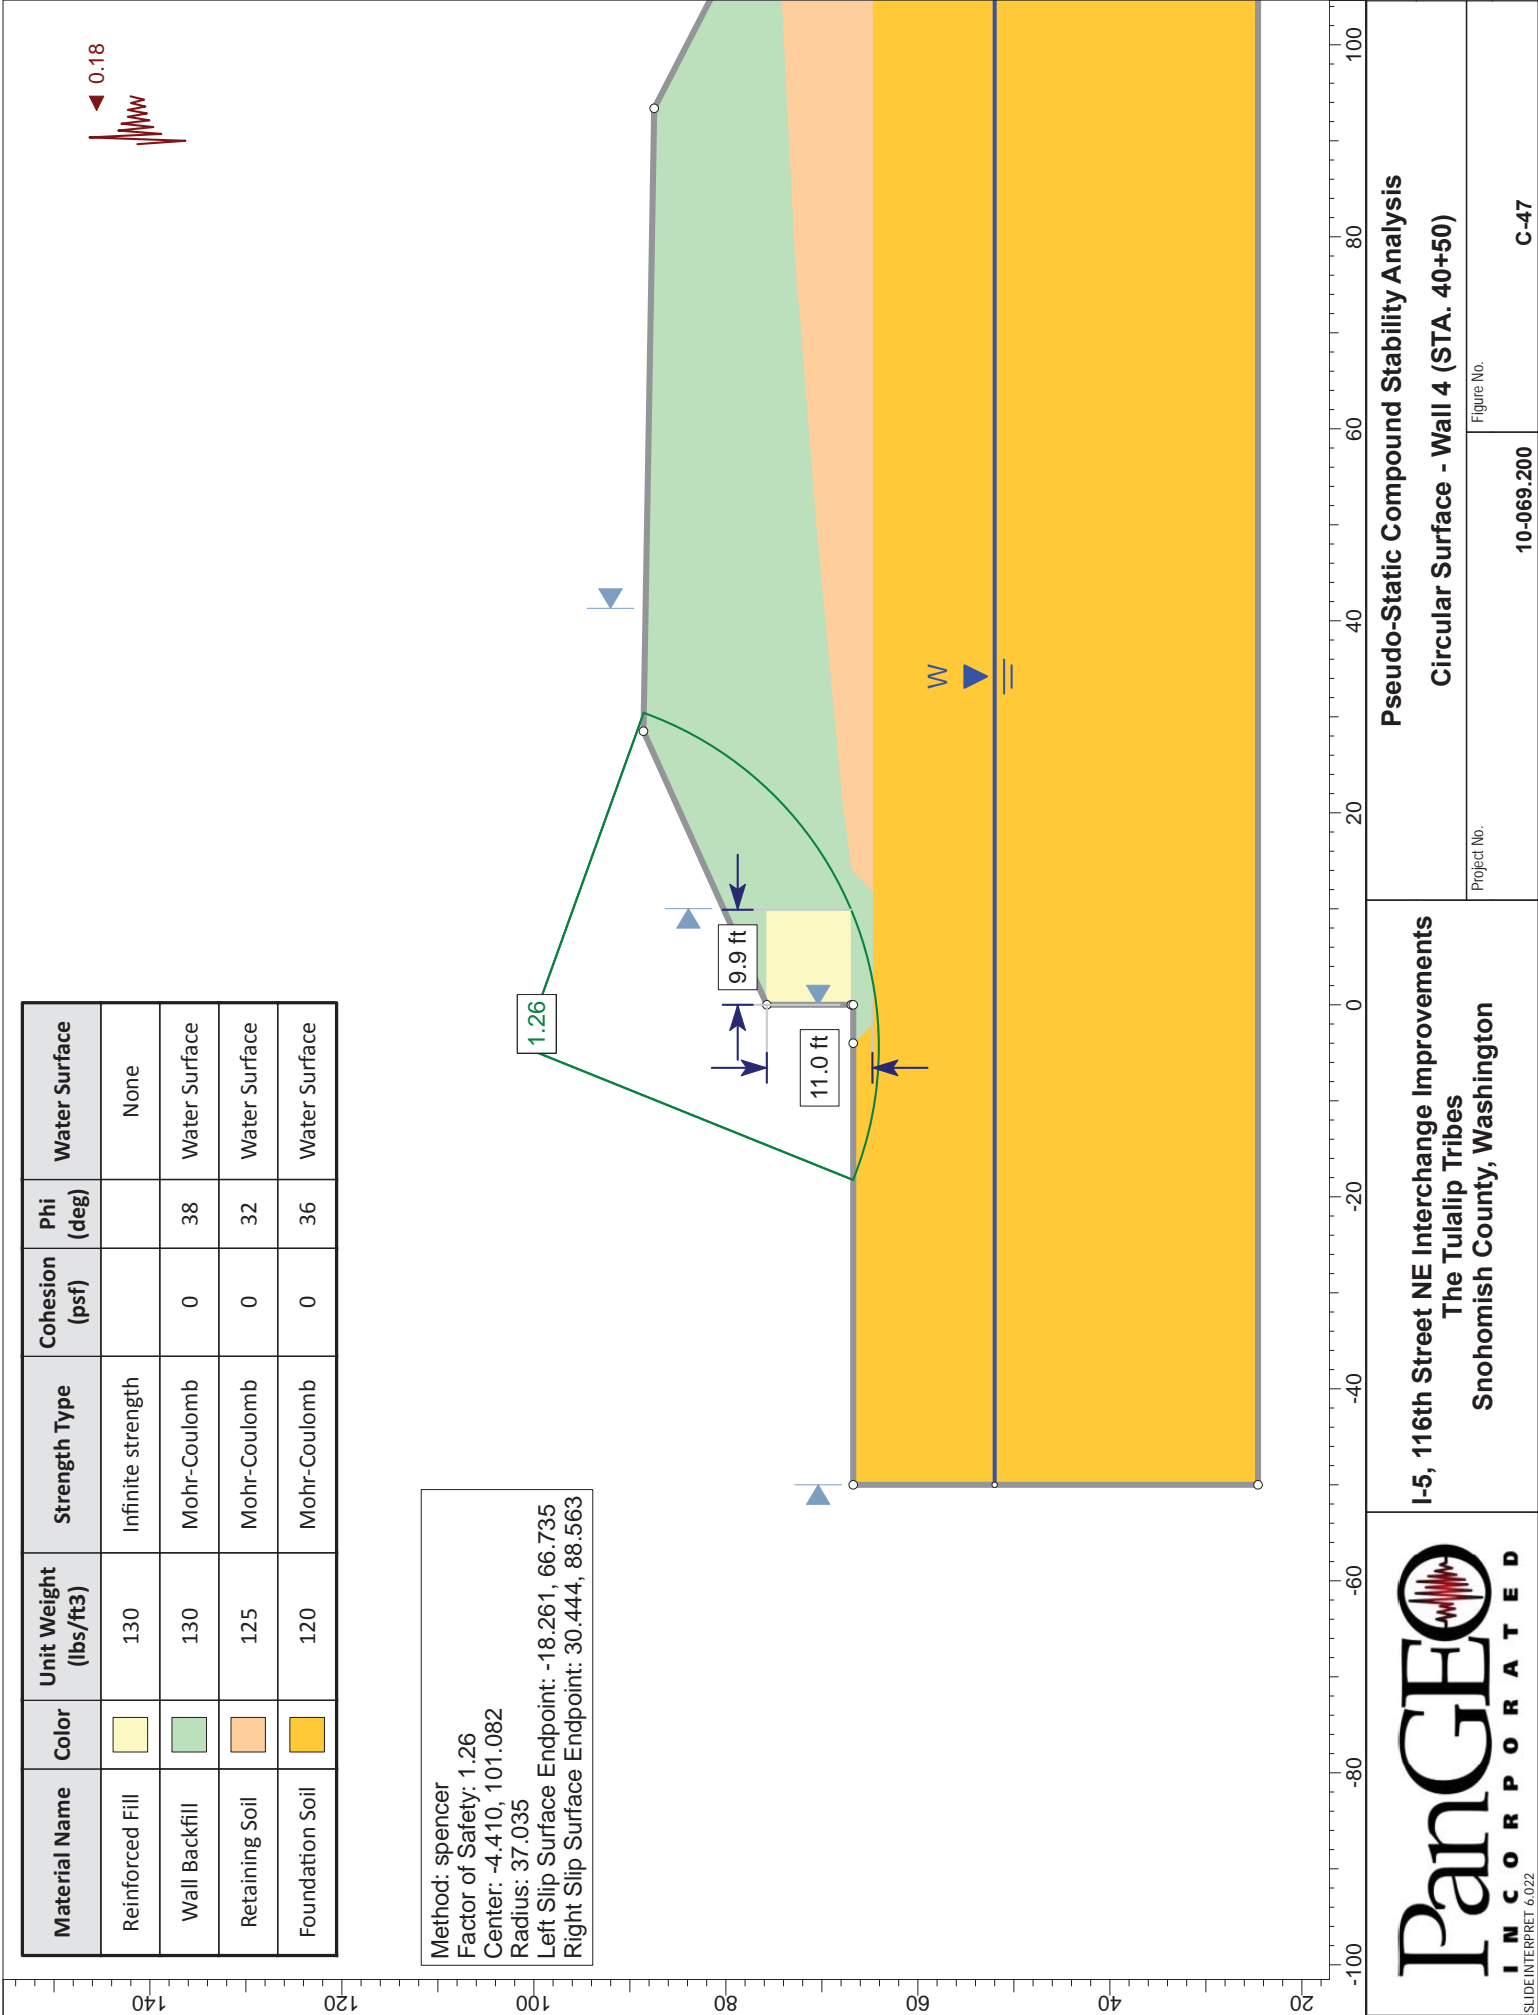 Material Name Color Unit Weight (lbs/ft3) Strength Type Cohesion (psf) Phi (deg) Water Surface
Reinforced Fill 130 Infinite strength None
Wall Backfill 130 Mohr-Coulomb 0 38 Water Surface
Retaining Soil 125 Mohr-Coulomb 0 32 Water Surface
Foundation Soil 120 Mohr-Coulomb 0 36 Water Surface
0.18
Method: spencer
Factor of Safety: 1.26
Center: -4.410, 101.082
Radius: 37.035
Left Slip Surface Endpoint: -18.261, 66.735
Right Slip Surface Endpoint: 30.444, 88.563
1.26
9.9 ft
11.0 ft
W
140
120
100
80
60
40
20
-100 -80 -60 -40 -20 0 20 40 60 80 100
PanGEO
INCORPORATED
SLIDEINTERPRET 6.022
I-5, 116th Street NE Interchange Improvements
The Tulalip Tribes
Snohomish County, Washington
Pseudo-Static Compound Stability Analysis
Circular Surface - Wall 4 (STA. 40+50)
Project No.
10-069.200
Figure No.
C-47